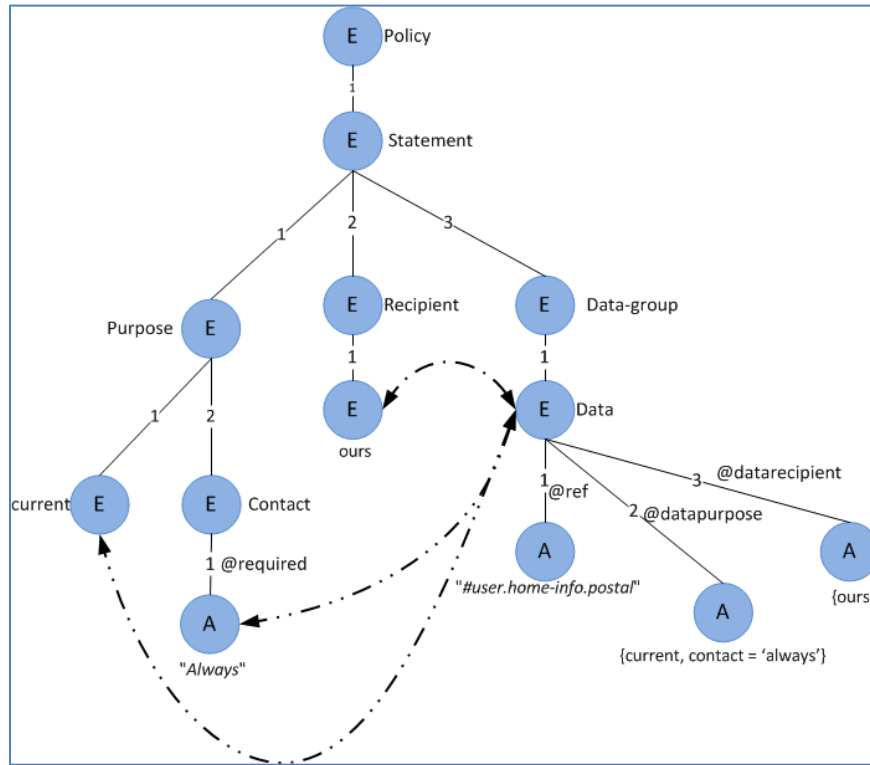 E Policy
1
E Statement
1 2 3
E Recipient
E Data-group
Purpose E
1
1
1
2
E
E Data
ours
@datarecipient
current E
E Contact
1
@ref
3
2 @datapurpose
1 @required
A
A
"#user.home-info.postal"
{ours
A
A
"Always"
{current, contact = ‘always’}